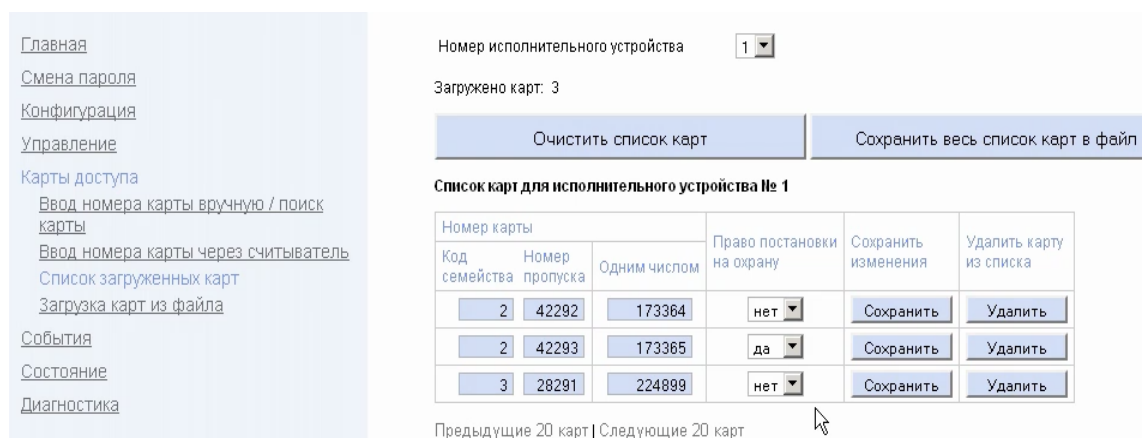 Главная
Смена пароля
Конфигурация
Управление
Карты доступа
Ввод номера карты вручную / поиск
карты
Ввод номера карты через считыватель
Список загруженных карт
Загрузка карт из файла
События
Состояние
Диагностика
Номер исполнительного устройства 1
Загружено карт: 3
Очистить список карт Сохранить весь список карт в файл
Список карт для исполнительного устройства № 1
Номер карты
Код семейства Номер пропуска Одним числом Право постановки на охрану Сохранить изменения Удалить карту из списка
2 42292 173364 нет Сохранить Удалить
2 42293 173365 да Сохранить Удалить
3 28291 224899 нет Сохранить Удалить
Предыдущие 20 карт | Следующие 20 карт